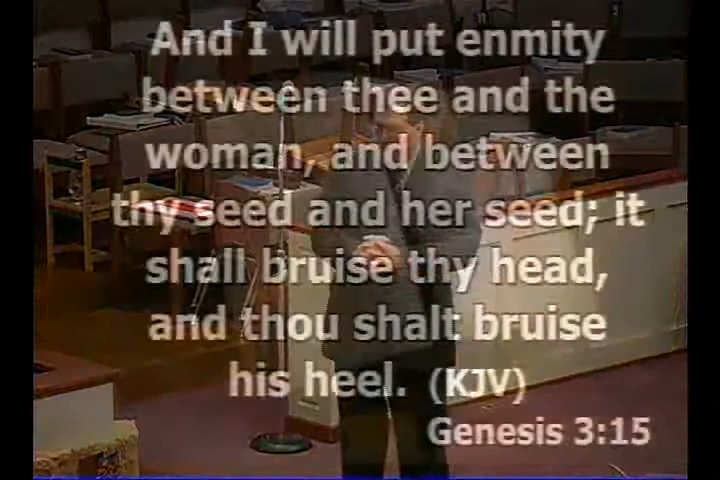 And I will put enmity
between thee and the
woman, and between
thy seed and her seed; it
shall bruise thy head,
and thou shalt bruise
his heel. (KJV)
Genesis 3:15